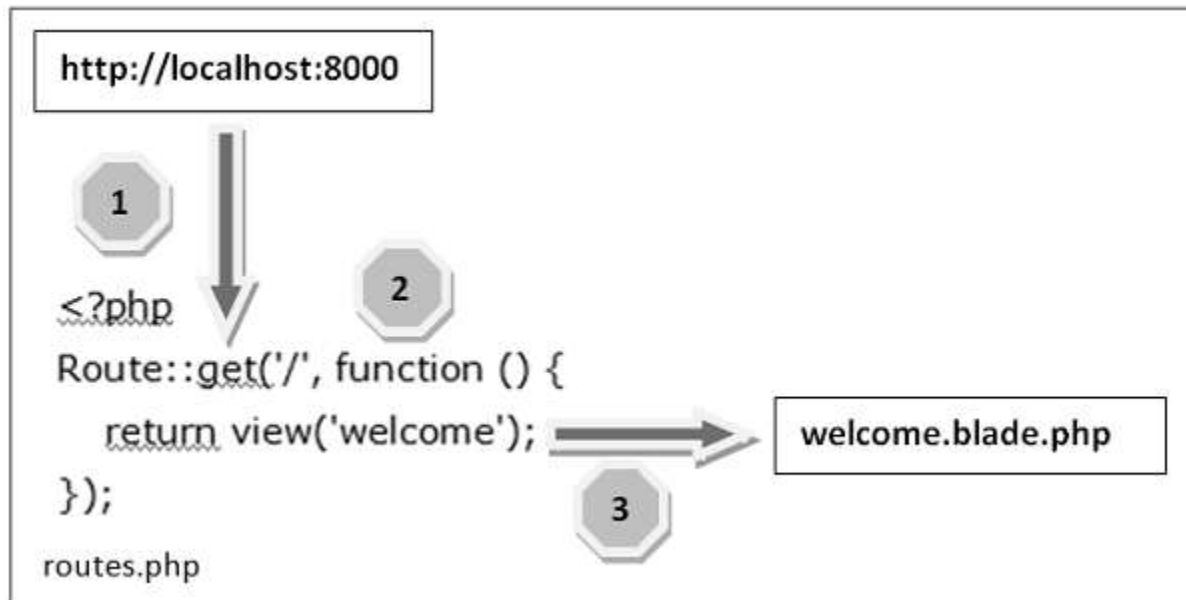 http://localhost:8000
1
2
<?php
Route::get('/', function () {
return view('welcome');
welcome.blade.php
});
3
routes.php